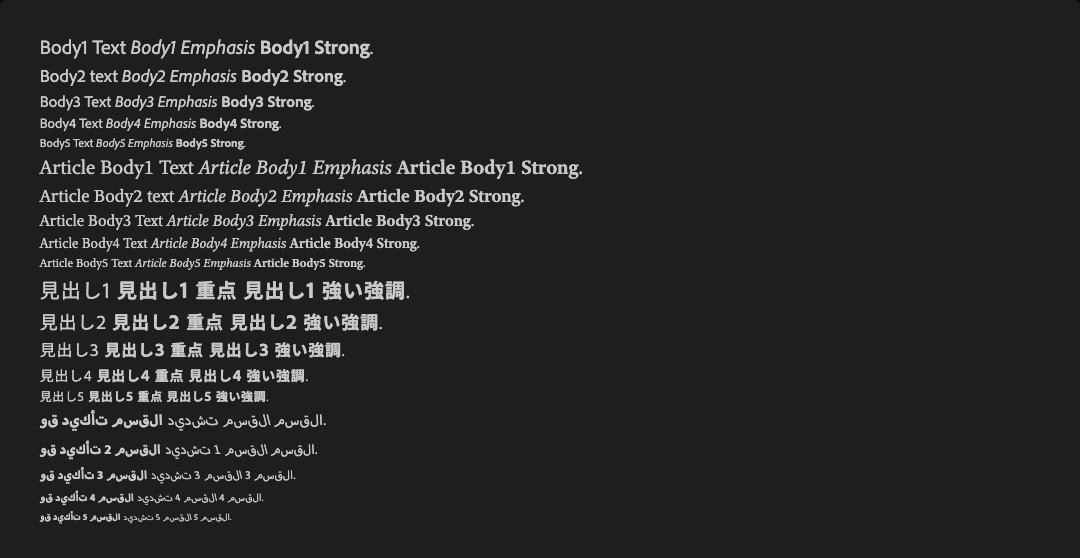 Body1 Text Body1 Emphasis Body1 Strong.
Body2 text Body2 Emphasis Body2 Strong.
Body3 Text Body3 Emphasis Body3 Strong.
Body4 Text Body4 Emphasis Body4 Strong.
Body5 Text Body5 Emphasis Body5 Strong.
Article Body1 Text Article Body1 Emphasis Article Body1 Strong.
Article Body2 text Article Body2 Emphasis Article Body2 Strong.
Article Body3 Text Article Body3 Emphasis Article Body3 Strong.
Article Body4 Text Article Body4 Emphasis Article Body4 Strong.
Article Body5 Text Article Body5 Emphasis Article Body5 Strong.
見出し1 見出し1 重点 見出し1 強い強調.
見出し2 見出し2 重点 見出し2 強い強調.
見出し3 見出し3 重点 見出し3 強い強調.
見出し4 見出し4 重点 見出し4 強い強調.
見出し5 見出し5 重点 見出し5 強い強調.
القسم القسم تشديد القسم تأكيد قو.
القسم القسم 1 تشديد القسم 2 تأكيد قو.
القسم 3 القسم 3 تشديد القسم 3 تأكيد قو.
القسم 4 القسم 4 تشديد القسم 4 تأكيد قو.
القسم 5 القسم 5 تشديد القسم 5 تأكيد قو.